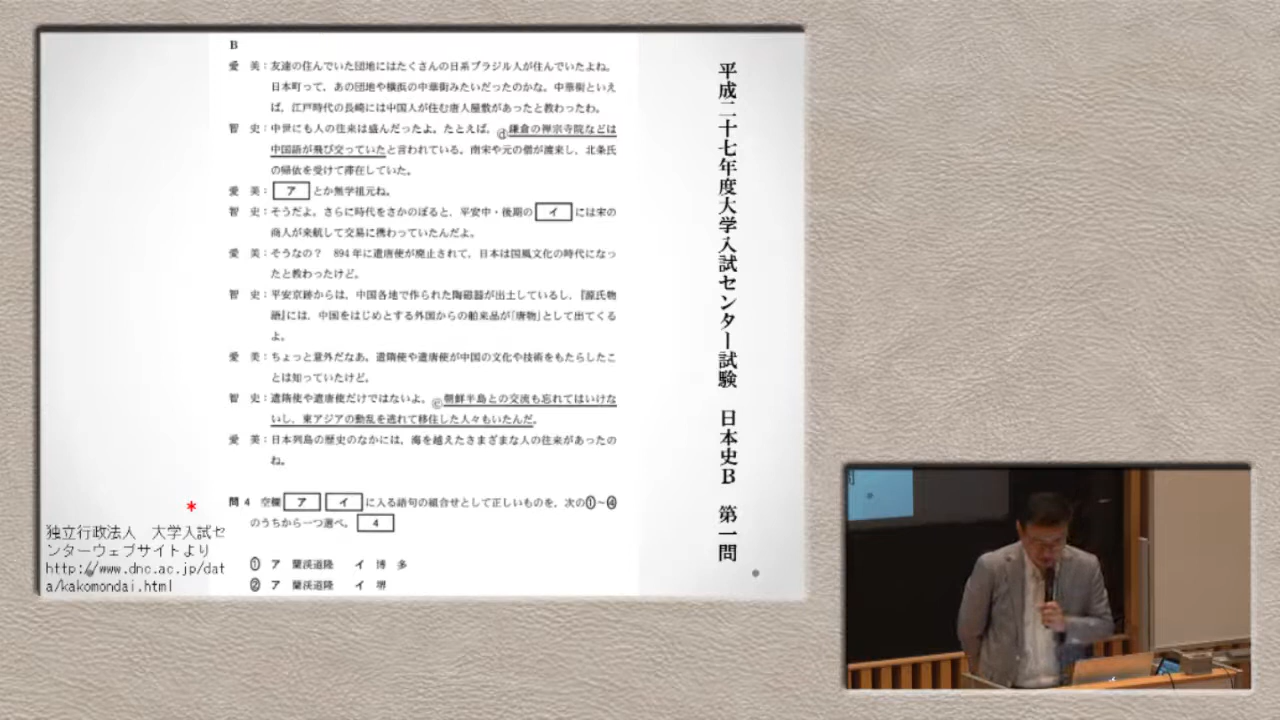 B
愛 美:友達の住んでいた団地にはたくさんの日系ブラジル人が住んでいたよね。
日本町って、あの団地や横浜の中華街みたいだったのかな。中華街といえ
ば、江戸時代の長崎には中国人が住む唐人屋敷があったと教わったわ。
智 史:中世にも人の往来は盛んだったよ。たとえば、ⓓ鎌倉の禅宗寺院などは
中国語が飛び交っていたと言われている。南宋や元の僧が渡来し、北条氏
の帰依を受けて滞在していた。
愛 美: ア とか無学祖元ね。
智 史:そうだよ。さらに時代をさかのぼると、平安中・後期の イ には宋の
商人が来航して交易に携わっていたんだよ。
愛 美:そうなの? 894年に遣唐使が廃止されて、日本は国風文化の時代になっ
たと教わったけど。
智 史:平安京跡からは、中国各地で作られた陶磁器が出土しているし、『源氏物
語』には、中国をはじめとする外国からの舶来品が「唐物」として出てくる
よ。
愛 美:ちょっと意外だなあ。遣隋使や遣唐使が中国の文化や技術をもたらしたこ
とは知っていたけど。
智 史:遣隋使や遣唐使だけではないよ。ⓔ朝鮮半島との交流も忘れてはいけな
いし、東アジアの動乱を逃れて移住した人々もいたんだ。
愛 美:日本列島の歴史のなかには、海を越えたさまざまな人の往来があったの
ね。
問 4 空欄 ア イ に入る語句の組合せとして正しいものを、次の①~④
のうちから一つ選べ。 4
① ア 蘭渓道隆 イ 博 多
② ア 蘭渓道隆 イ 堺
平成二十七年度大学入試センター試験 日本史B 第一問
*
独立行政法人 大学入試セ
ンターウェブサイトより
http://www.dnc.ac.jp/dat
a/kakomondai.html